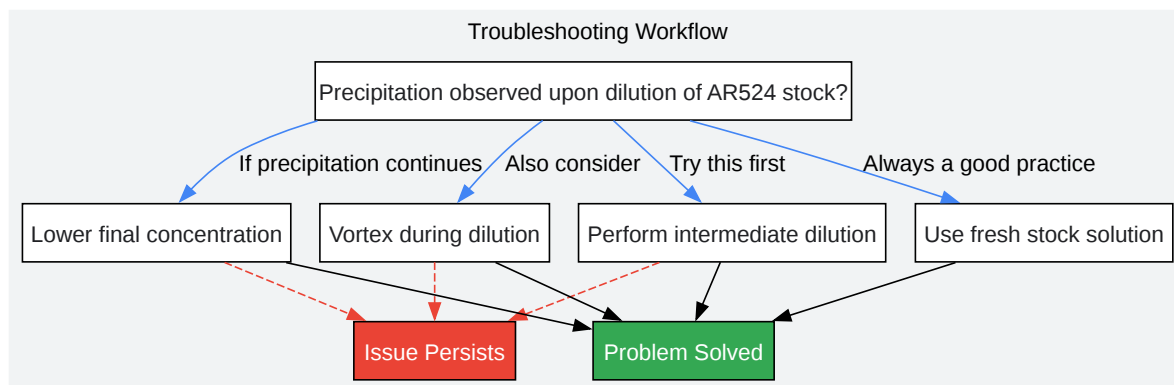 Troubleshooting Workflow
Precipitation observed upon dilution of AR524 stock?
If precipitation continues
Also consider
Try this first
Always a good practice
Lower final concentration
Vortex during dilution
Perform intermediate dilution
Use fresh stock solution
Issue Persists
Problem Solved